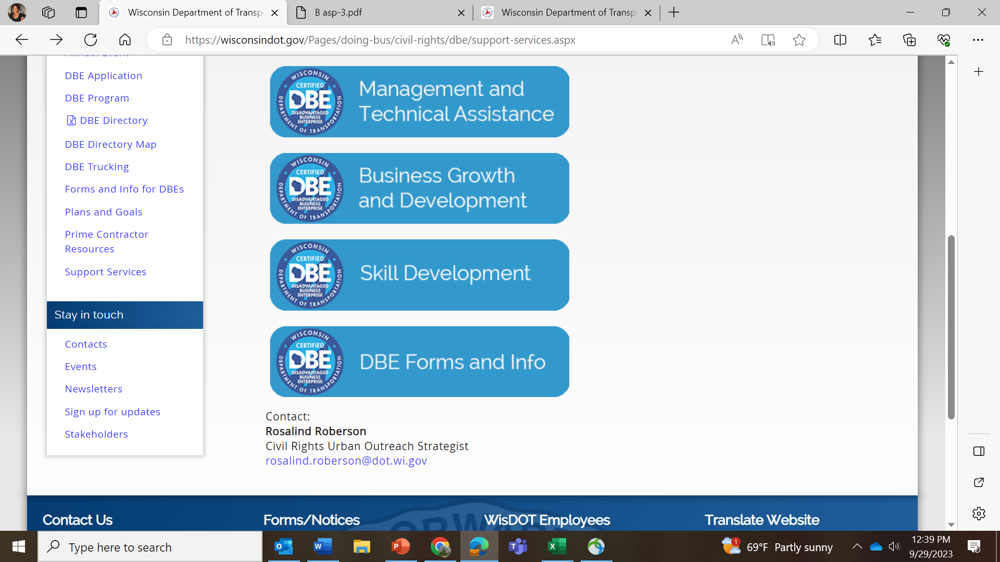 Wisconsin Department of Transp
B asp-3.pdf
Wisconsin Department of Transp
https://wisconsindot.gov/Pages/doing-bus/civil-rights/dbe/support-services.aspx
Annual Event
DBE Application
DBE Program
DBE Directory
DBE Directory Map
DBE Trucking
Forms and Info for DBEs
Plans and Goals
Prime Contractor
Resources
Support Services
Stay in touch
Contacts
Events
Newsletters
Sign up for updates
Stakeholders
WISCONSIN
CERTIFIED
DBE
DISADVANTAGED
BUSINESS
ENTERPRISE
DEPARTMENT OF TRANSPORTATION
Management and
Technical Assistance
WISCONSIN
CERTIFIED
DBE
DISADVANTAGED
BUSINESS
ENTERPRISE
DEPARTMENT OF TRANSPORTATION
Business Growth
and Development
WISCONSIN
CERTIFIED
DBE
DISADVANTAGED
BUSINESS
ENTERPRISE
DEPARTMENT OF TRANSPORTATION
Skill Development
WISCONSIN
CERTIFIED
DBE
DISADVANTAGED
BUSINESS
ENTERPRISE
DEPARTMENT OF TRANSPORTATION
DBE Forms and Info
Contact:
Rosalind Roberson
Civil Rights Urban Outreach Strategist
rosalind.roberson@dot.wi.gov
FORWARD
Contact Us
Forms/Notices
WisDOT Employees
Translate Website
Type here to search
1
69°F Partly sunny
12:39 PM
9/29/2023